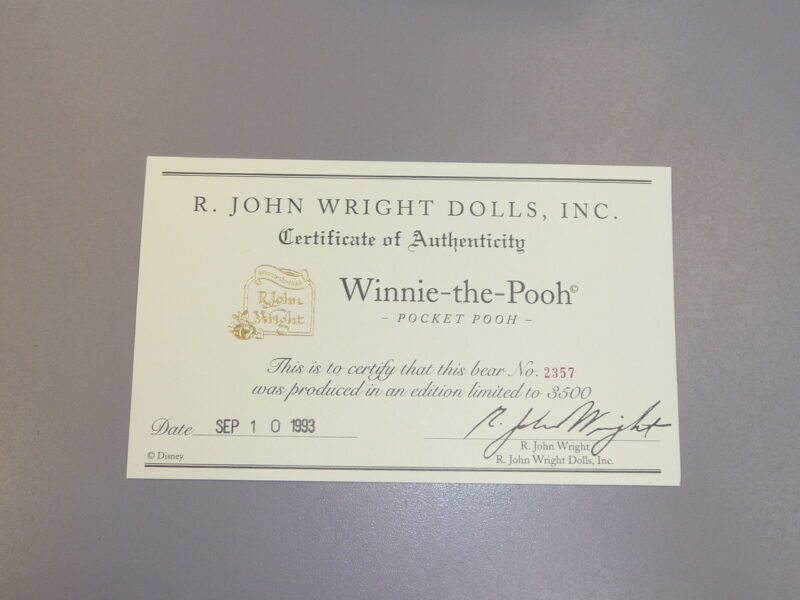 R. JOHN WRIGHT DOLLS, INC.
Certificate of Authenticity
R. John
Wright
Winnie-the-Pooh©
- POCKET POOH -
This is to certify that this bear No. 2357
was produced in an edition limited to 3500
Date SEP 1 0 1993
R. John Wright
R. John Wright
R. John Wright Dolls, Inc.
© Disney